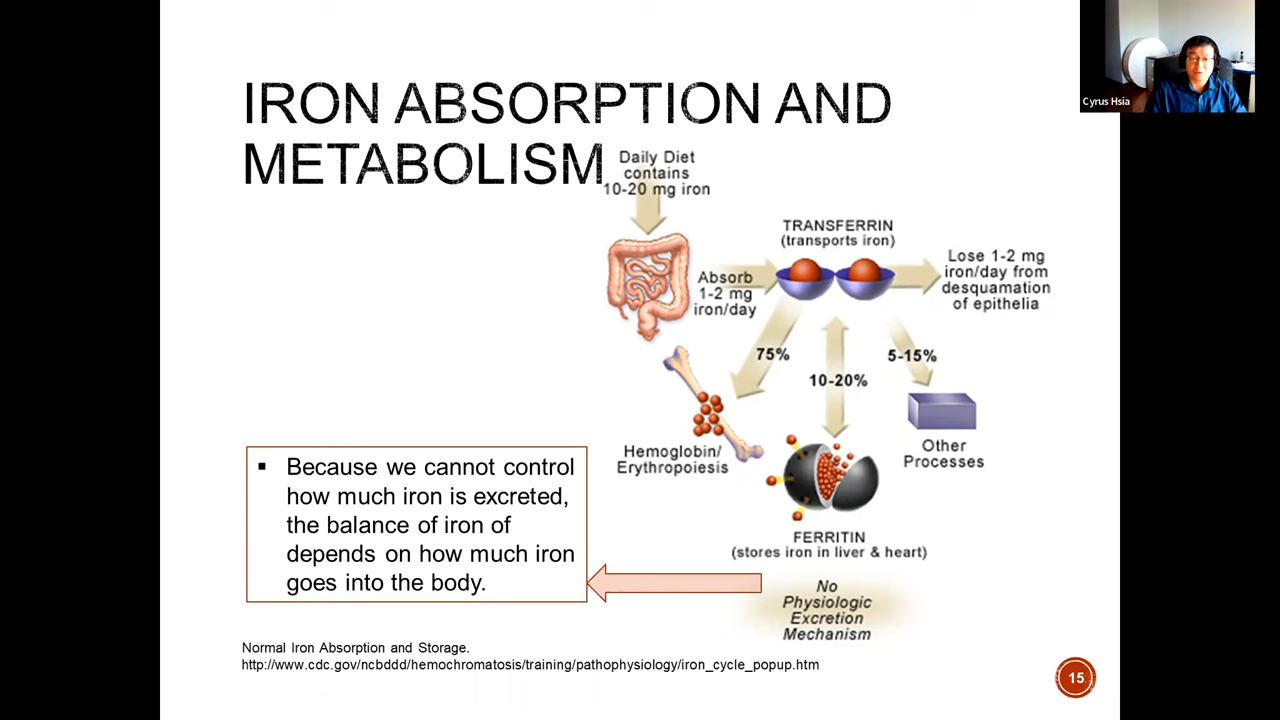 IRON ABSORPTION AND
METABOLISM
Cyrus Hsia
Daily Diet
contains
10-20 mg iron
TRANSFERRIN
(transports iron)
Absorb
1-2 mg
iron/day
Lose 1-2 mg
iron/day from
desquamation
of epithelia
75%
10-20%
5-15%
Hemoglobin/
Erythropoiesis
Other
Processes
FERRITIN
(stores iron in liver & heart)
▪ Because we cannot control
how much iron is excreted,
the balance of iron of
depends on how much iron
goes into the body.
No
Physiologic
Excretion
Mechanism
Normal Iron Absorption and Storage.
http://www.cdc.gov/ncbddd/hemochromatosis/training/pathophysiology/iron_cycle_popup.htm
15